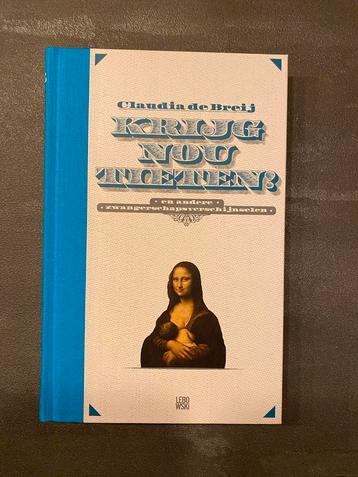 Claudia de Breij
KRIJG
NOU
TIETEN!
· en andere ·
· zwangerschapsverschijnselen ·
LEBO
WSKI